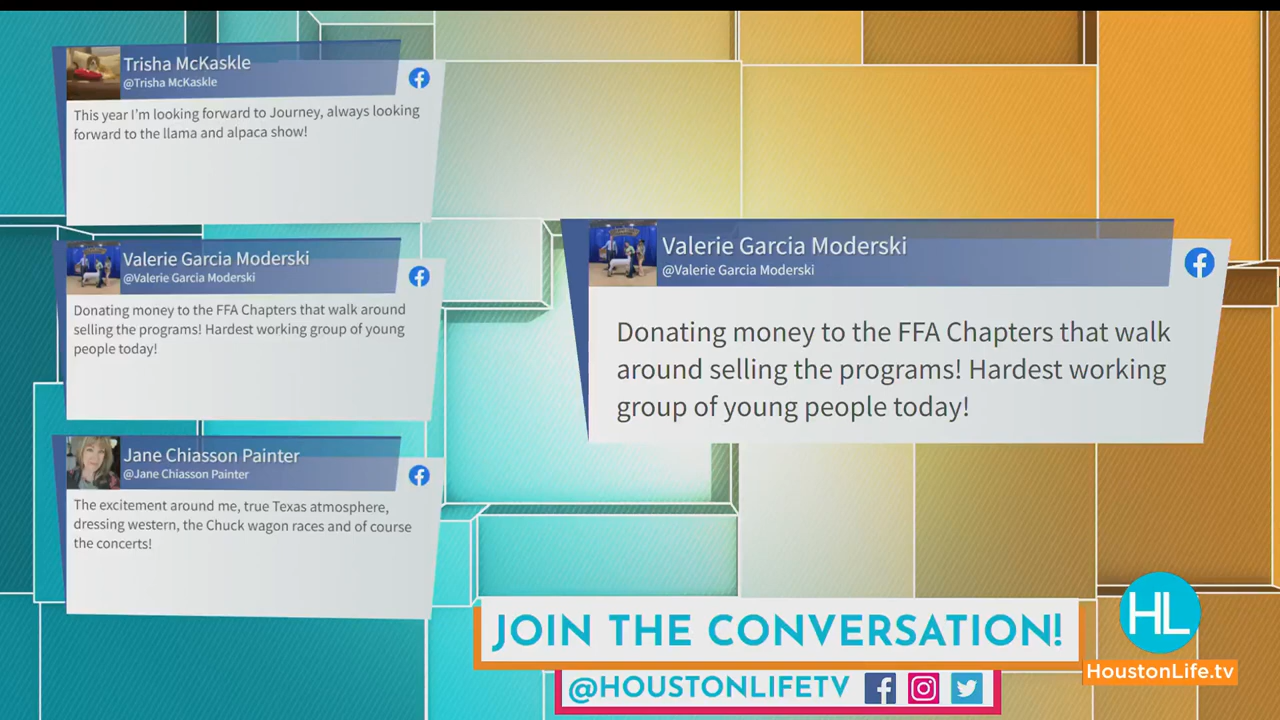 Trisha McKaskle
@Trisha McKaskle
This year I'm looking forward to Journey, always looking
forward to the llama and alpaca show!
Valerie Garcia Moderski
@Valerie Garcia Moderski
Donating money to the FFA Chapters that walk around
selling the programs! Hardest working group of young
people today!
Jane Chiasson Painter
@Jane Chiasson Painter
The excitement around me, true Texas atmosphere,
dressing western, the Chuck wagon races and of course
the concerts!
Valerie Garcia Moderski
@Valerie Garcia Moderski
Donating money to the FFA Chapters that walk
around selling the programs! Hardest working
group of young people today!
JOIN THE CONVERSATION!
@HOUSTONLIFETV
HL
HoustonLife.tv